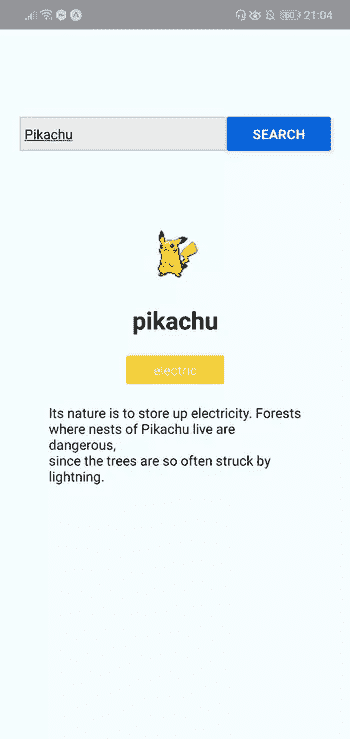 21:04
Pikachu
SEARCH
pikachu
electric
Its nature is to store up electricity. Forests
where nests of Pikachu live are
dangerous,
since the trees are so often struck by
lightning.